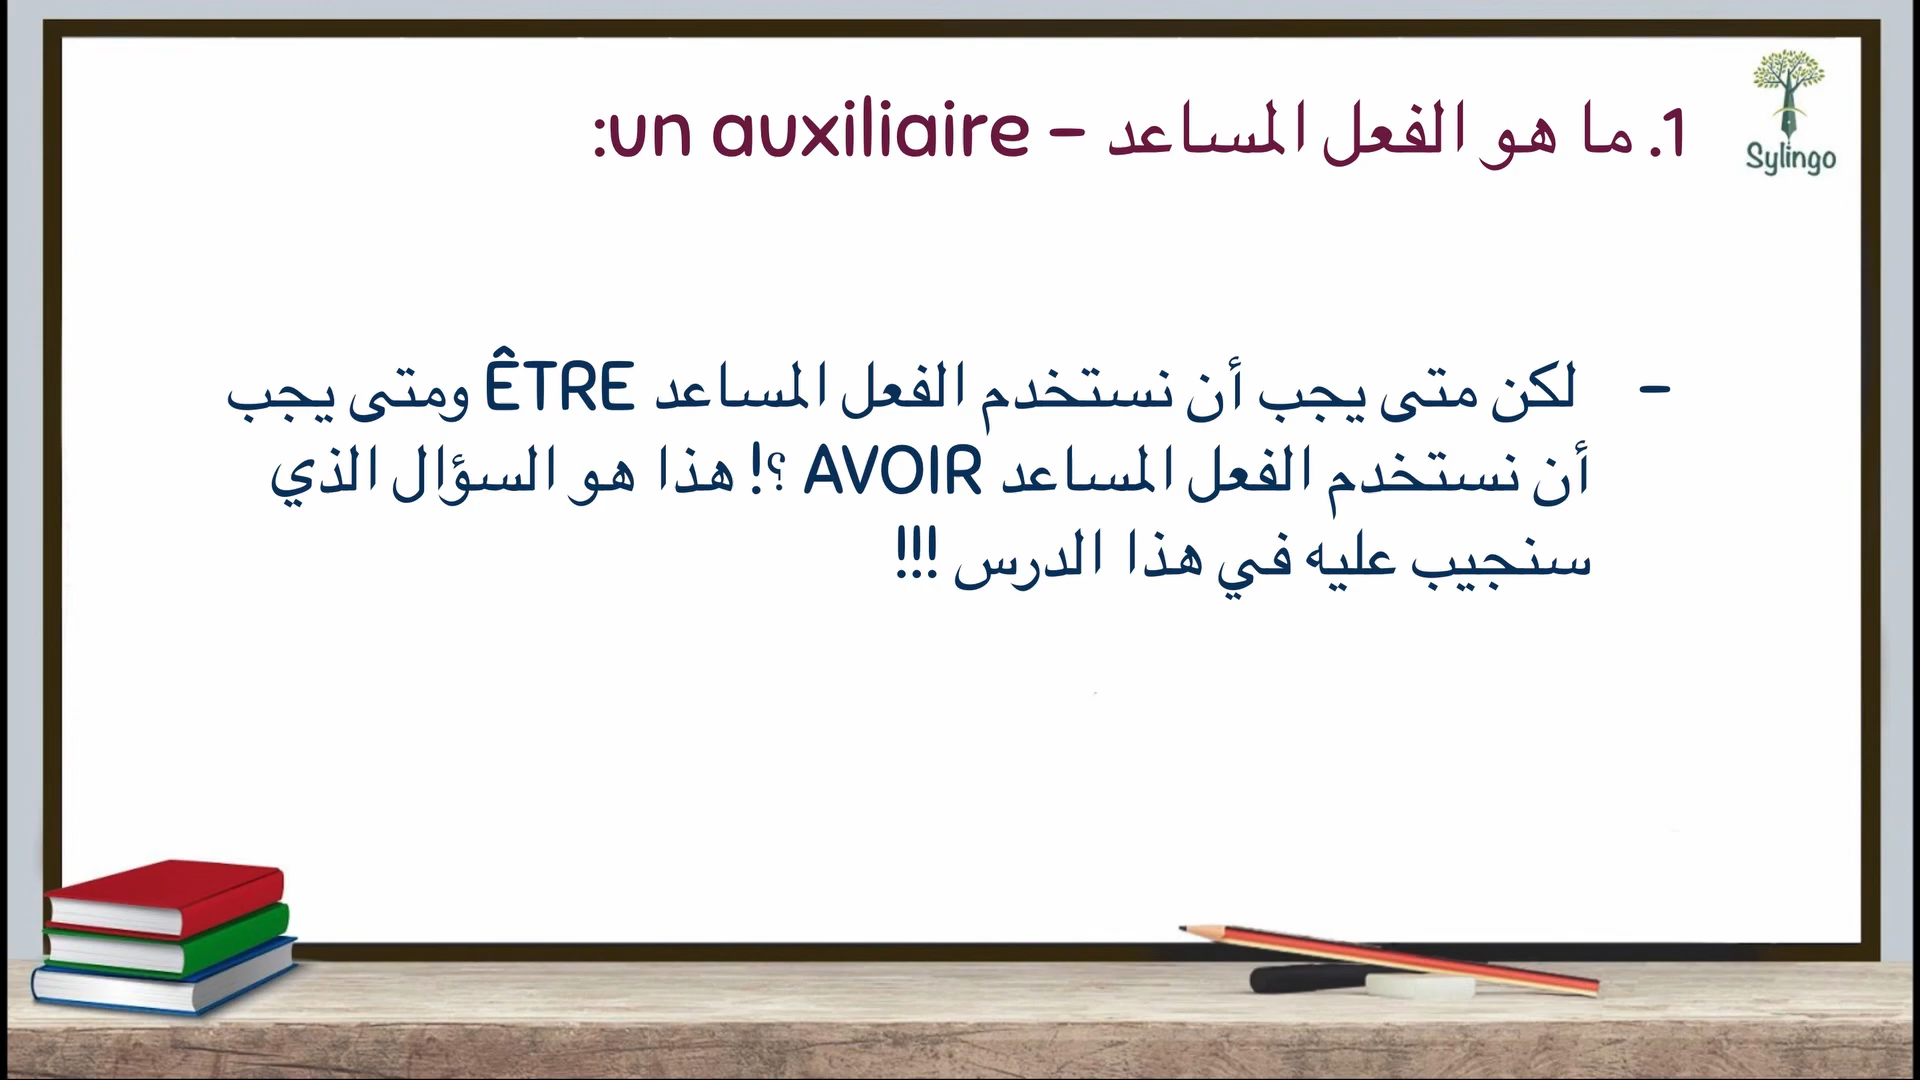 Sylingo
1. ما هو الفعل المساعد – un auxiliaire:
- لكن متى يجب أن نستخدم الفعل المساعد ÊTRE ومتى يجب
أن نستخدم الفعل المساعد AVOIR ؟! هذا هو السؤال الذي
سنجيب عليه في هذا الدرس !!!